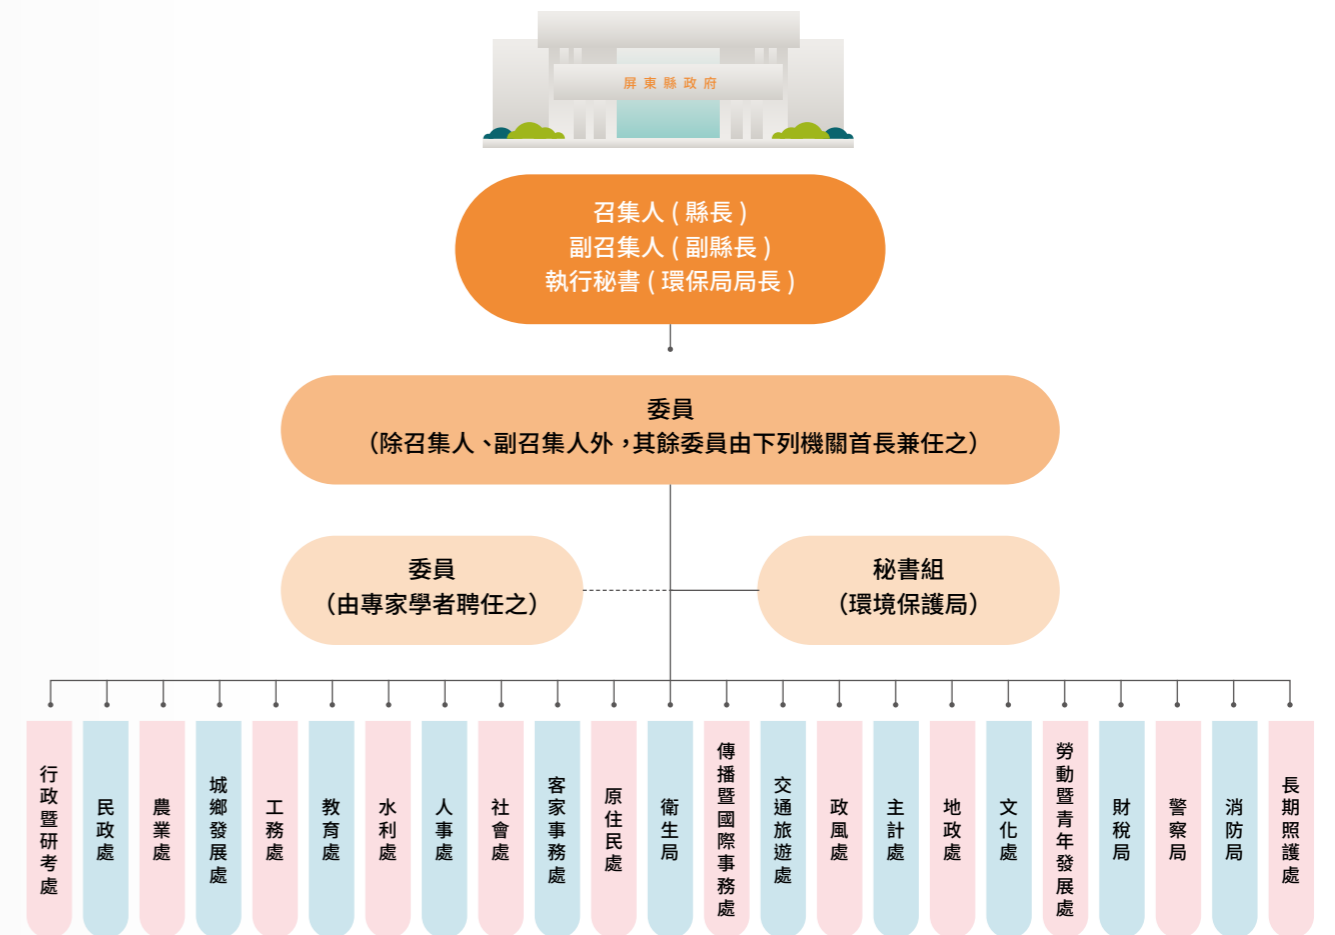 屏東縣政府
召集人 ( 縣長 )
副召集人 ( 副縣長 )
執行秘書 ( 環保局局長 )
委員
（除召集人、副召集人外，其餘委員由下列機關首長兼任之）
委員
（由專家學者聘任之）
秘書組
（環境保護局）
行政暨研考處
民政處
農業處
城鄉發展處
工務處
教育處
水利處
人事處
社會處
客家事務處
原住民處
衛生局
傳播暨國際事務處
交通旅遊處
政風處
主計處
地政處
文化處
勞動暨青年發展處
財稅局
警察局
消防局
長期照護處